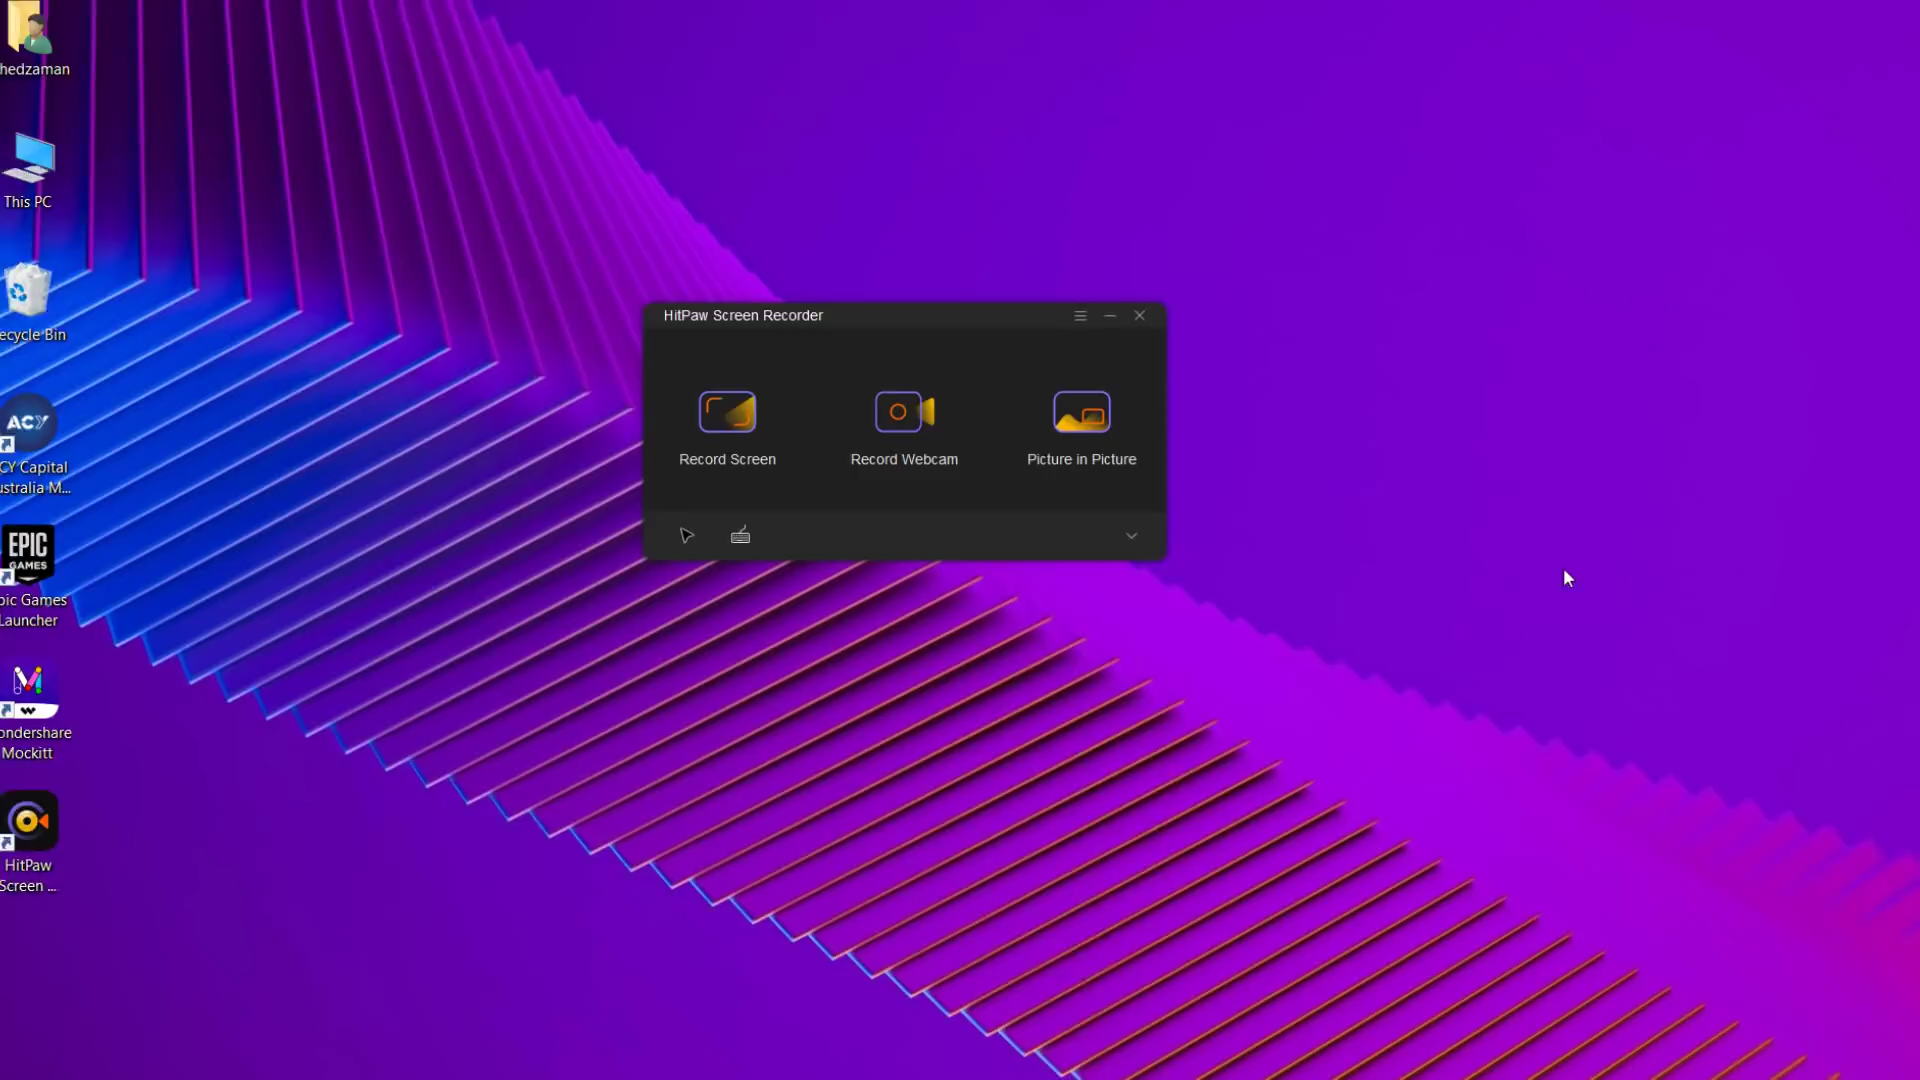 hedzaman
This PC
ecycle Bin
ACY
CY Capital
ustralia M...
EPIC
GAMES
pic Games
Launcher
ondershare
Mockitt
HitPaw
Screen ...
HitPaw Screen Recorder
Record Screen
Record Webcam
Picture in Picture